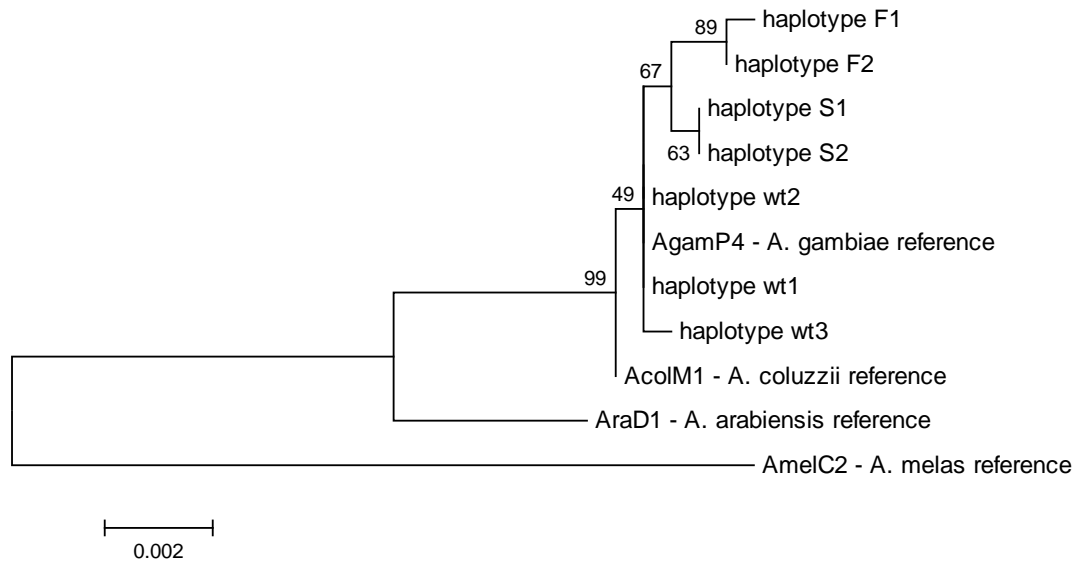 89
haplotype F1
haplotype F2
67
haplotype S1
63
haplotype S2
49
haplotype wt2
AgamP4 - A. gambiae reference
99
haplotype wt1
haplotype wt3
AcolM1 - A. coluzzii reference
AraD1 - A. arabiensis reference
AmelC2 - A. melas reference
0.002